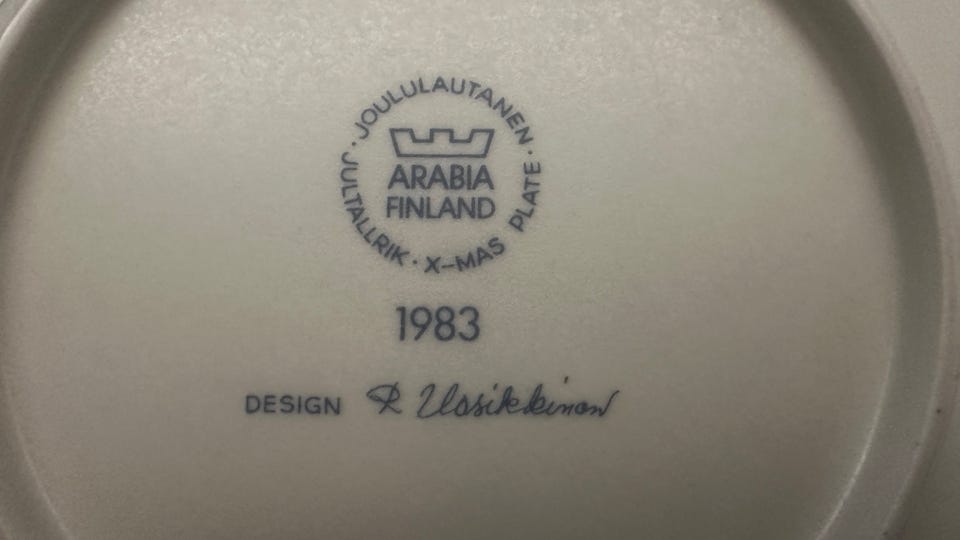 JOULULAUTANEN
ARABIA
FINLAND
JULTALLRIK · X-MAS PLATE
1983
DESIGN R Uosikkinen